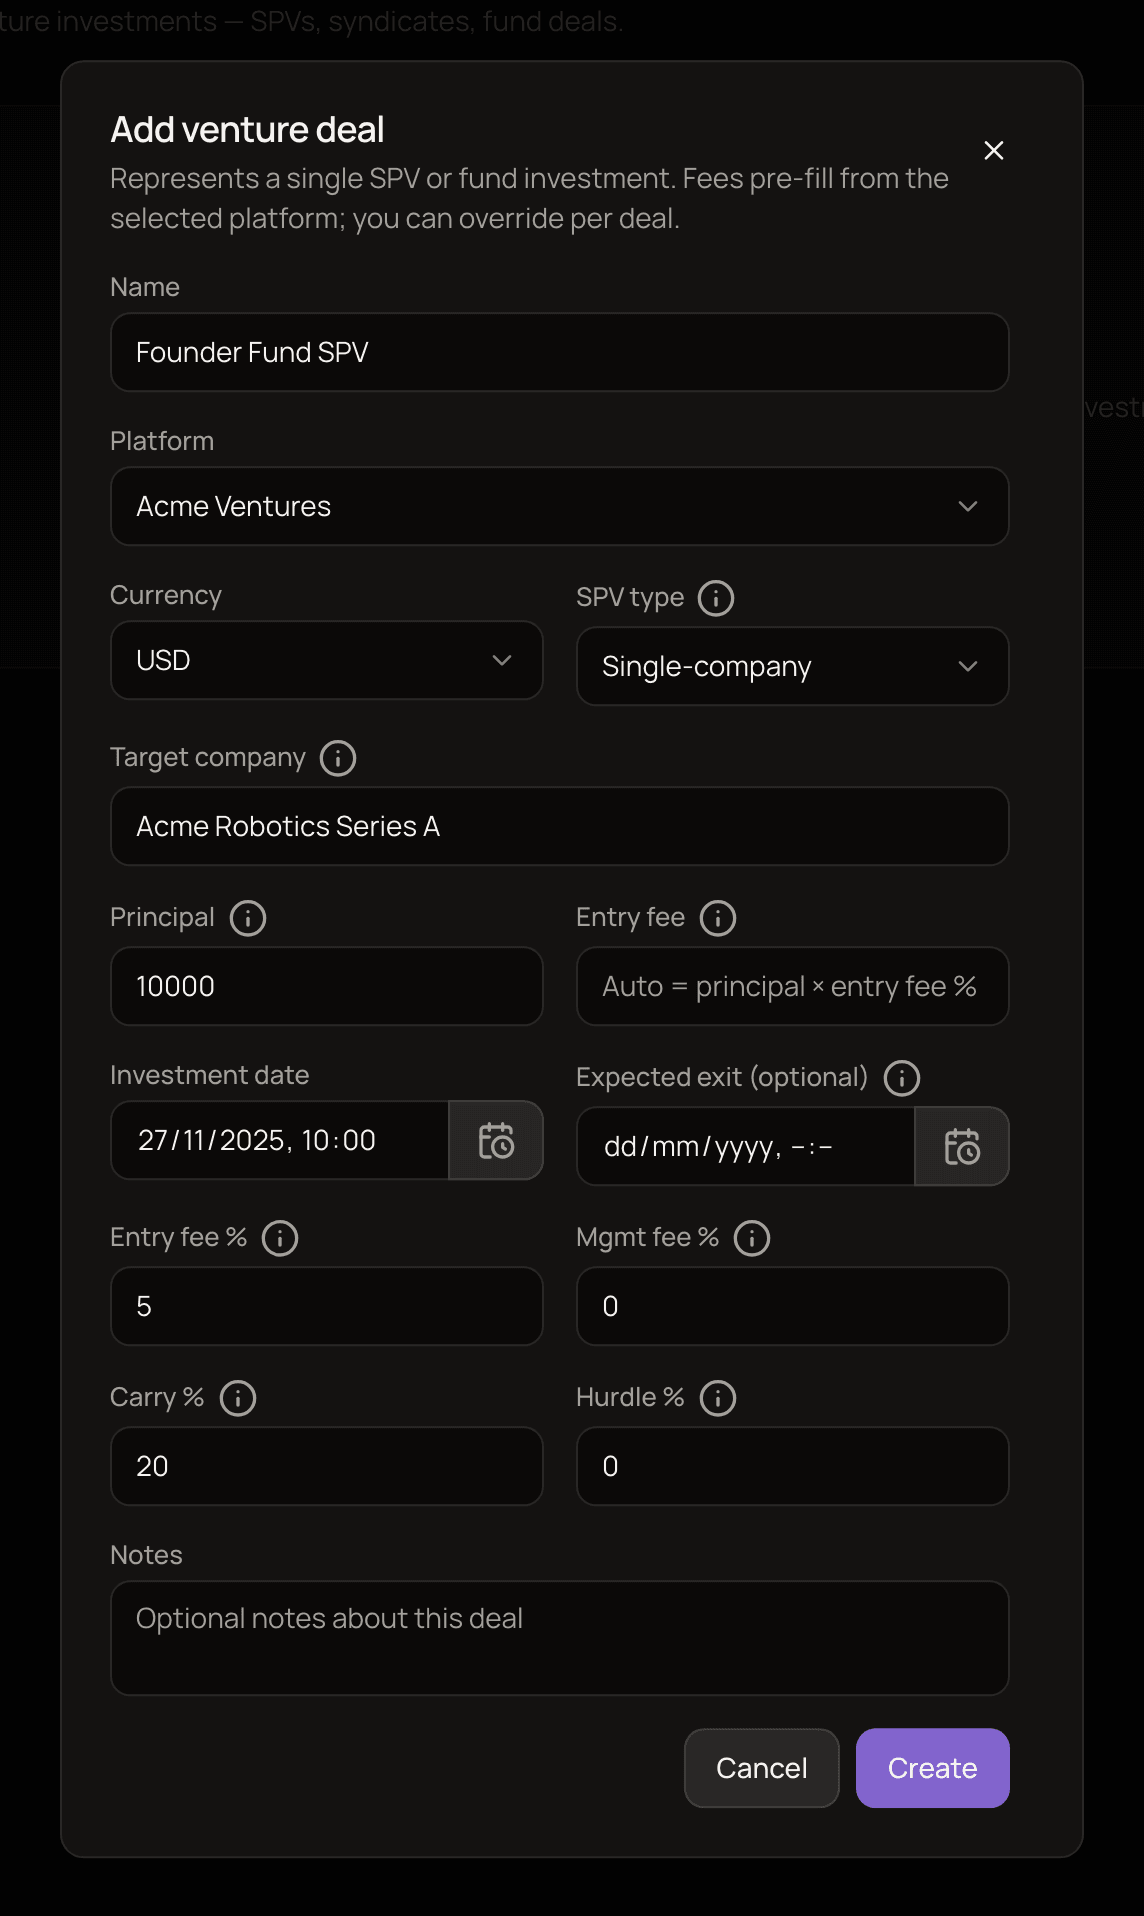 ture investments — SPVs, syndicates, fund deals.
Add venture deal
Represents a single SPV or fund investment. Fees pre-fill from the
selected platform; you can override per deal.
Name
Founder Fund SPV
vestm
Platform
Acme Ventures
Currency
SPV type
USD
Single-company
Target company
Acme Robotics Series A
Principal
Entry fee
10000
Auto = principal × entry fee %
Investment date
Expected exit (optional)
27/11/2025, 10:00
dd/mm/yyyy, –:–
Entry fee %
Mgmt fee %
5
0
Carry %
Hurdle %
20
0
Notes
Optional notes about this deal
Cancel
Create